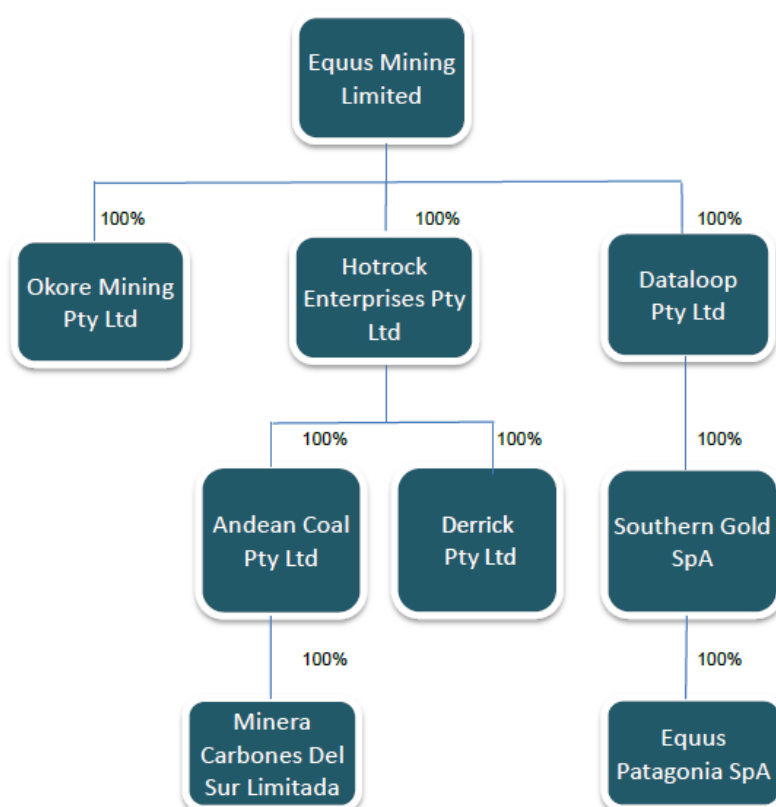 Equus Mining
Limited
100%
100%
100%
Okore Mining
Pty Ltd
Hotrock
Enterprises Pty
Ltd
Dataloop
Pty Ltd
100%
100%
100%
Andean Coal
Pty Ltd
Derrick
Pty Ltd
Southern Gold
SpA
100%
100%
Minera
Carbones Del
Sur Limitada
Equus
Patagonia SpA